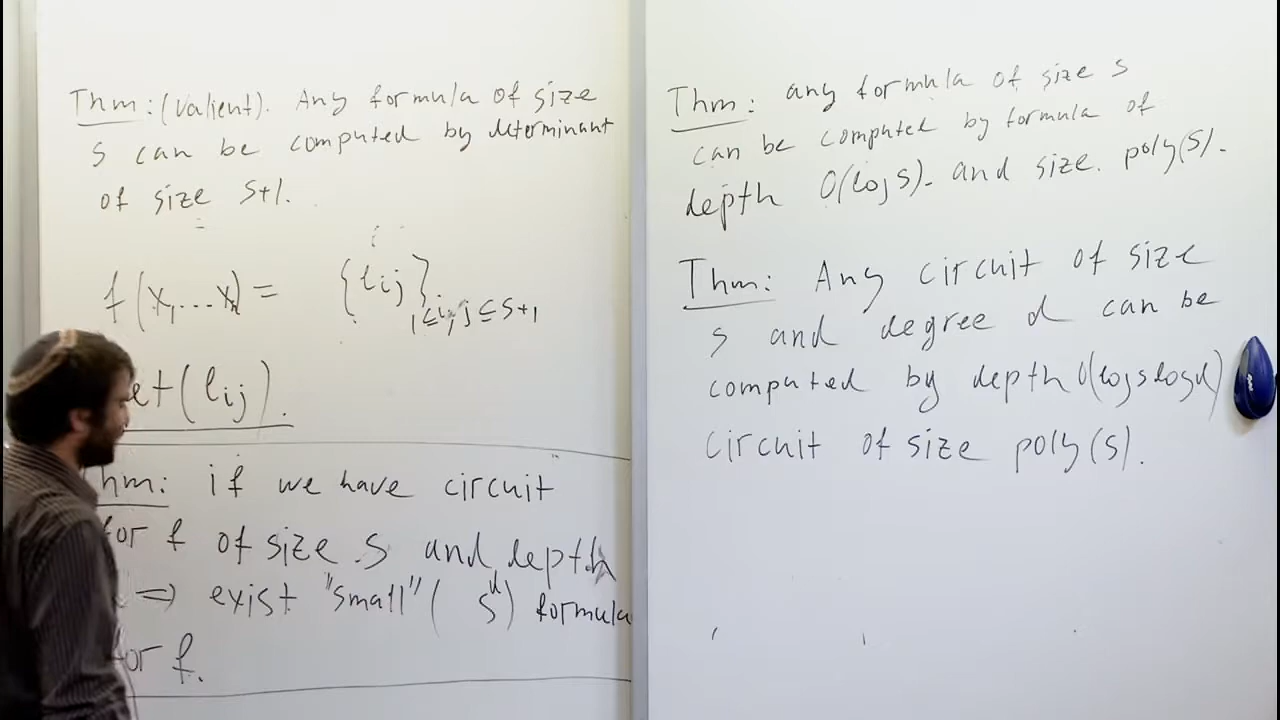 Thm: (Valient). Any formula of size
s can be computed by determinant
of size s+1.
f(x,...xn) = {lij} 1≤i,j≤s+1
et(lij).
hm: if we have circuit
for f of size s and depth
=> exist "small" ( s^d ) formula
for f.
Thm: any formula of size s
can be computed by formula of
depth O(log s). and size. poly(s).
Thm: Any circuit of size
s and degree d can be
computed by depth O(log s log d)
circuit of size poly(s).